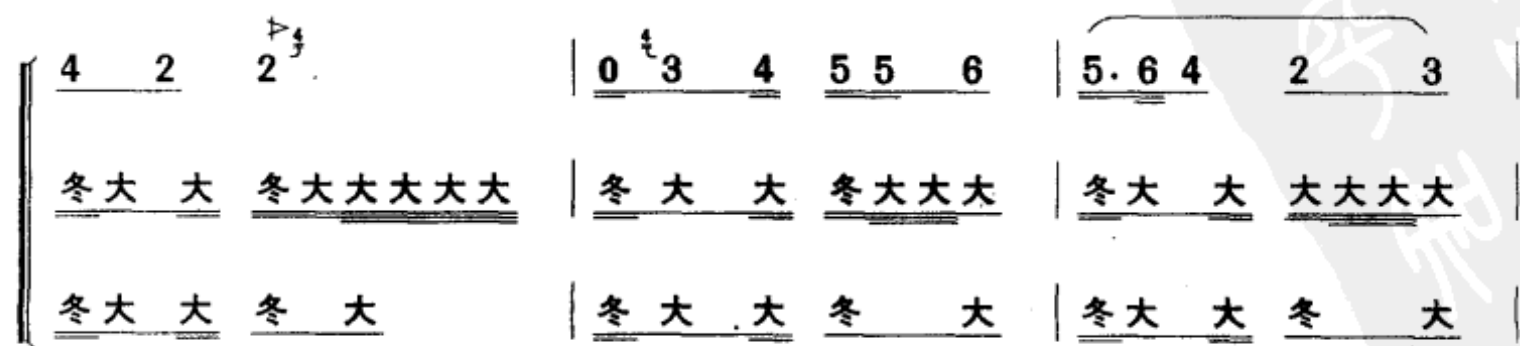 4 2 2 4 | 0 4 3 4 5 5 6 | 5. 6 4 2 3 |
冬大 大 冬大大大大大 | 冬 大 大 冬大大大 | 冬大 大 大大大大 |
冬大 大 冬 大 | 冬 大 大 冬 大 | 冬大 大 冬 大 |